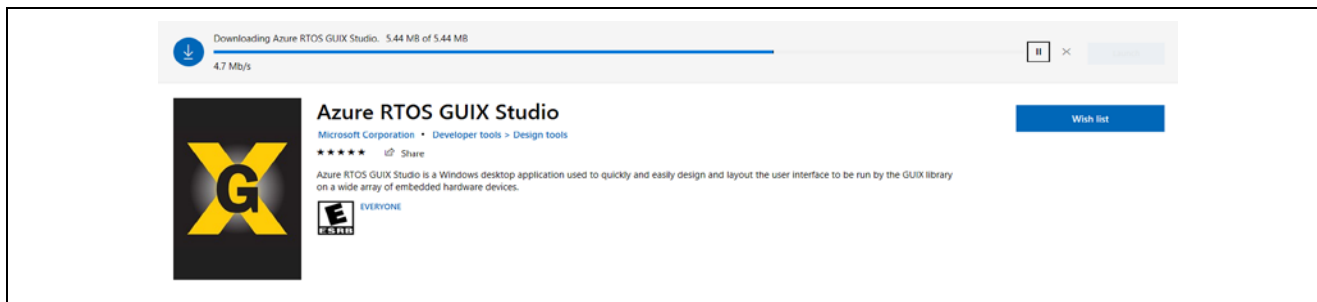 Downloading Azure RTOS GUIX Studio. 5.44 MB of 5.44 MB
4.7 Mb/s
Azure RTOS GUIX Studio
Wish list
Microsoft Corporation • Developer tools > Design tools
★★★★★ Share
Azure RTOS GUIX Studio is a Windows desktop application used to quickly and easily design and layout the user interface to be run by the GUIX library
on a wide array of embedded hardware devices.
XG
E
EVERYONE
ESRB